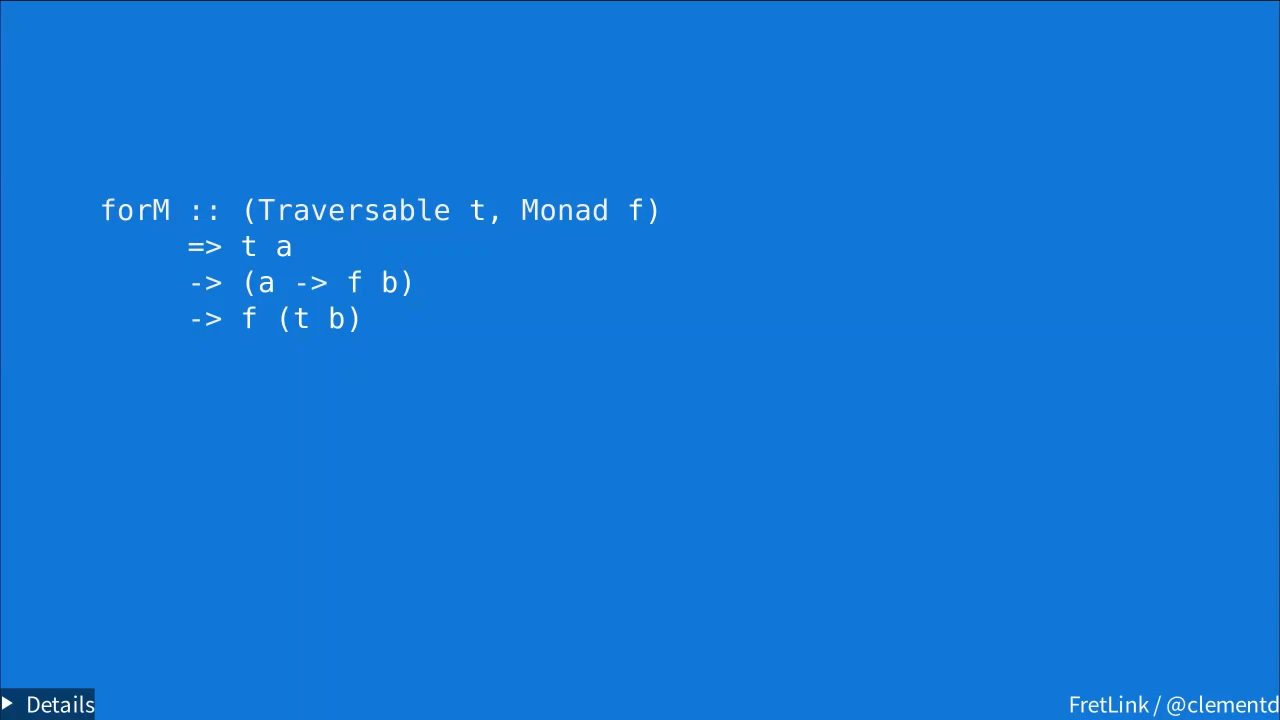 forM :: (Traversable t, Monad f)
     => t a
     -> (a -> f b)
     -> f (t b)
Details
FretLink / @clementd